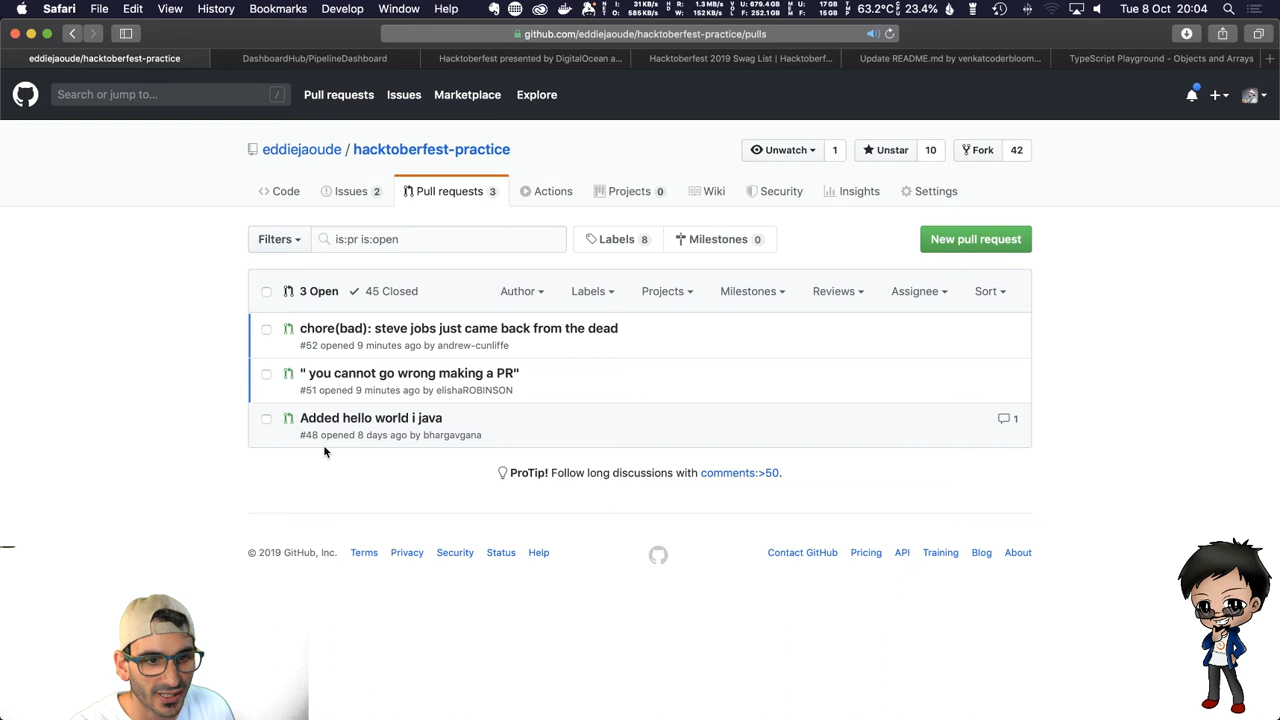 Safari File Edit View History Bookmarks Develop Window Help 63.2°C 23.4% Tue 8 Oct 20:04
github.com/eddiejaoude/hacktoberfest-practice/pulls
eddiejaoude/hacktoberfest-practice DashboardHub/PipelineDashboard Hacktoberfest presented by DigitalOcean a... Hacktoberfest 2019 Swag List | Hacktoberf... Update README.md by venkatcoderbloom... TypeScript Playground - Objects and Arrays
Search or jump to... / Pull requests Issues Marketplace Explore
eddiejaoude / hacktoberfest-practice Unwatch 1 Unstar 10 Fork 42
Code Issues 2 Pull requests 3 Actions Projects 0 Wiki Security Insights Settings
Filters is:pr is:open Labels 8 Milestones 0 New pull request
3 Open 45 Closed Author Labels Projects Milestones Reviews Assignee Sort
chore(bad): steve jobs just came back from the dead
#52 opened 9 minutes ago by andrew-cunliffe
" you cannot go wrong making a PR"
#51 opened 9 minutes ago by elishaROBINSON
Added hello world i java 1
#48 opened 8 days ago by bhargavgana
ProTip! Follow long discussions with comments:>50.
© 2019 GitHub, Inc. Terms Privacy Security Status Help Contact GitHub Pricing API Training Blog About